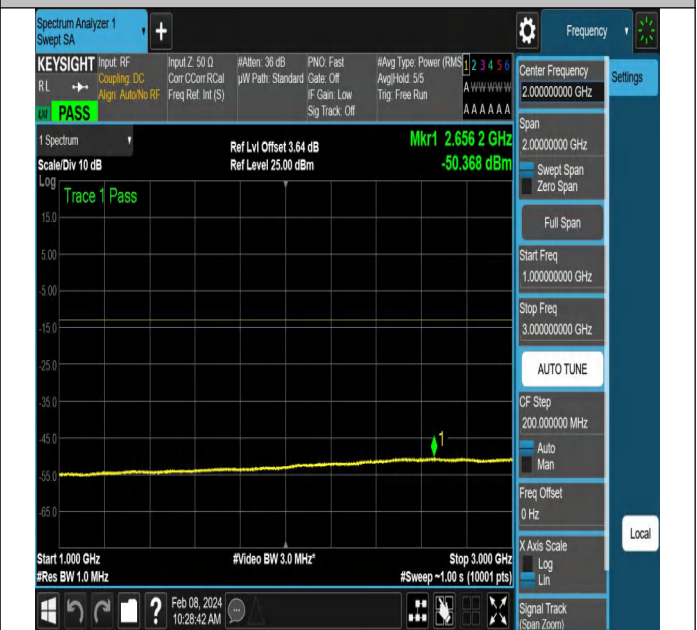 Spectrum Analyzer 1
Swept SA
+
Frequency
KEYSIGHT
RL
PASS
Input: RF
Coupling: DC
Align: Auto/No RF
Input Z: 50 Ω
Corr CCorr RCal
Freq Ref: Int (S)
#Atten: 36 dB
µW Path: Standard
PNO: Fast
Gate: Off
IF Gain: Low
Sig Track: Off
#Avg Type: Power (RMS
Avg|Hold: 5/5
Trig: Free Run
1 2 3 4 5 6
A W W W W W
A A A A A A
1 Spectrum
Scale/Div 10 dB
Log
Ref Lvl Offset 3.64 dB
Ref Level 25.00 dBm
Mkr1 2.656 2 GHz
-50.368 dBm
Trace 1 Pass
15.0
5.00
-5.00
-15.0
-25.0
-35.0
-45.0
-55.0
-65.0
1
Start 1.000 GHz
#Res BW 1.0 MHz
#Video BW 3.0 MHz*
Stop 3.000 GHz
#Sweep ~1.00 s (10001 pts)
?
Feb 08, 2024
10:28:42 AM
Center Frequency
2.000000000 GHz
Settings
Span
2.00000000 GHz
Swept Span
Zero Span
Full Span
Start Freq
1.000000000 GHz
Stop Freq
3.000000000 GHz
AUTO TUNE
CF Step
200.000000 MHz
Auto
Man
Freq Offset
0 Hz
Local
X Axis Scale
Log
Lin
Signal Track
(Span Zoom)